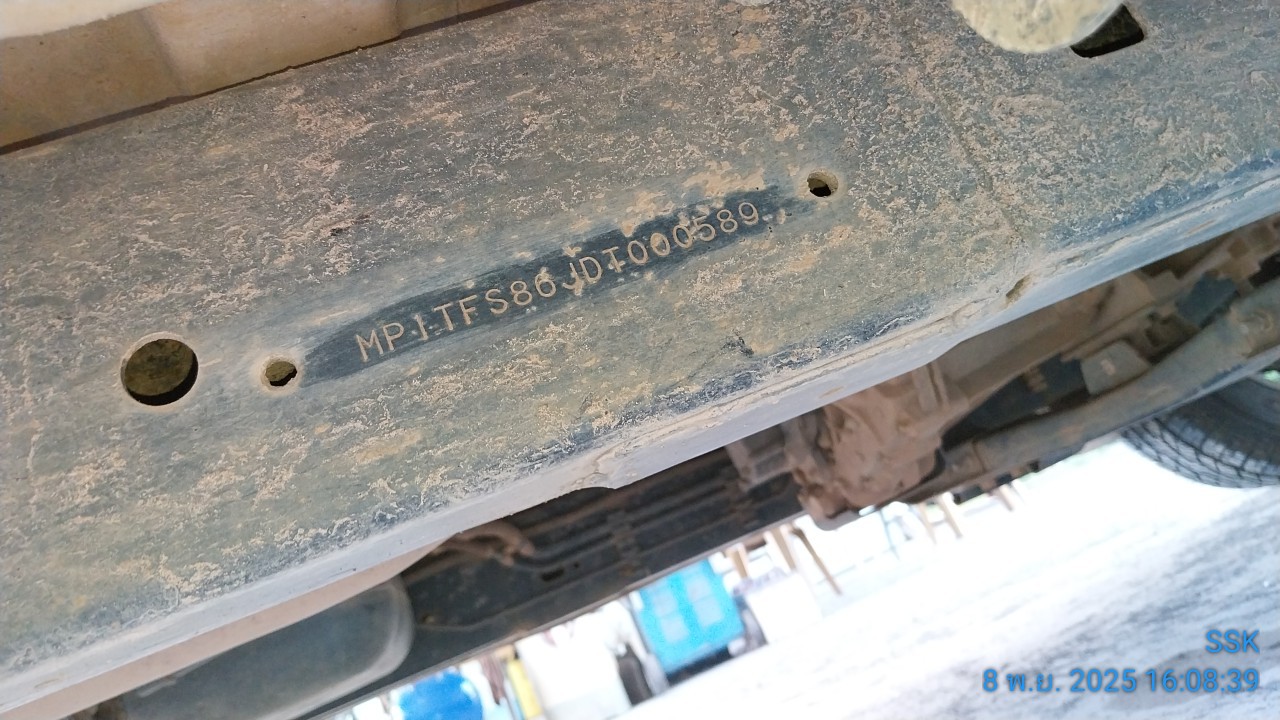 MP1TFS86JDT000589
SSK
8 พ.ย. 2025 16:08:39